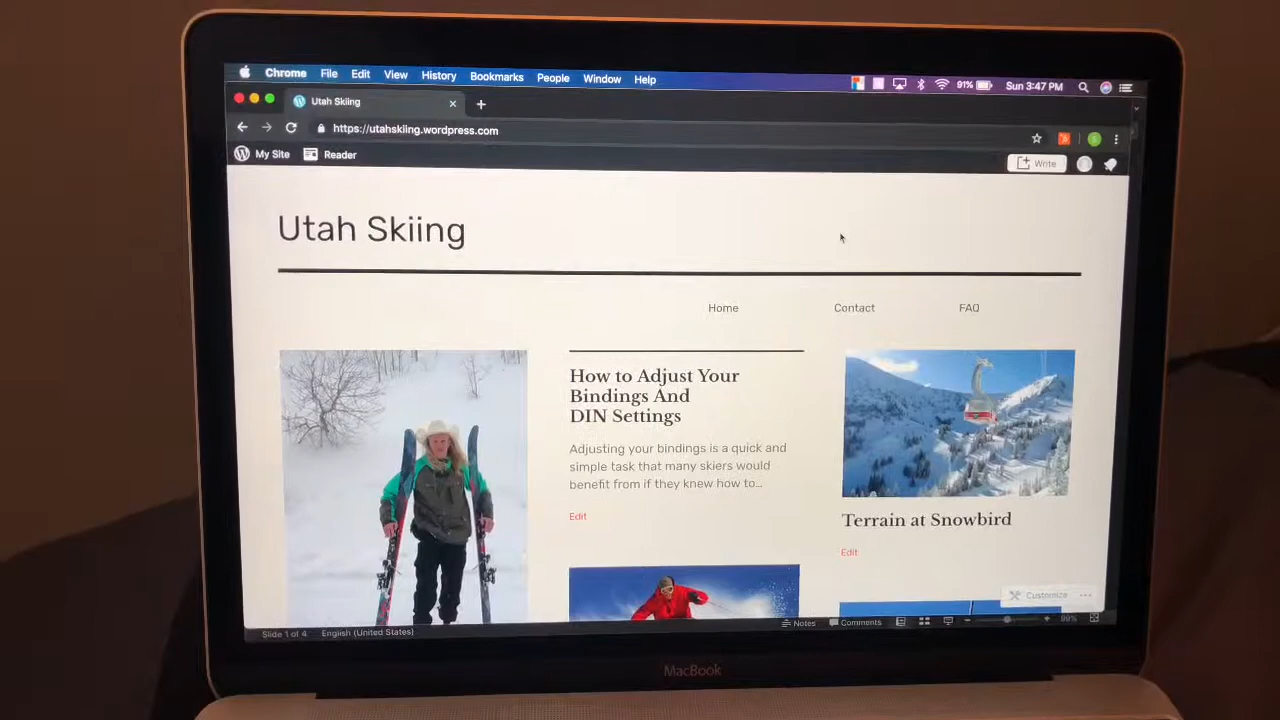 Chrome File Edit View History Bookmarks People Window Help 91% Sun 3:47 PM
Utah Skiing
https://utahskiing.wordpress.com
My Site Reader Write
Utah Skiing
Home Contact FAQ
How to Adjust Your
Bindings And
DIN Settings
Adjusting your bindings is a quick and
simple task that many skiers would
benefit from if they knew how to...
Edit
Terrain at Snowbird
Edit
Customize
Slide 1 of 4 English (United States) Notes Comments 99%
MacBook